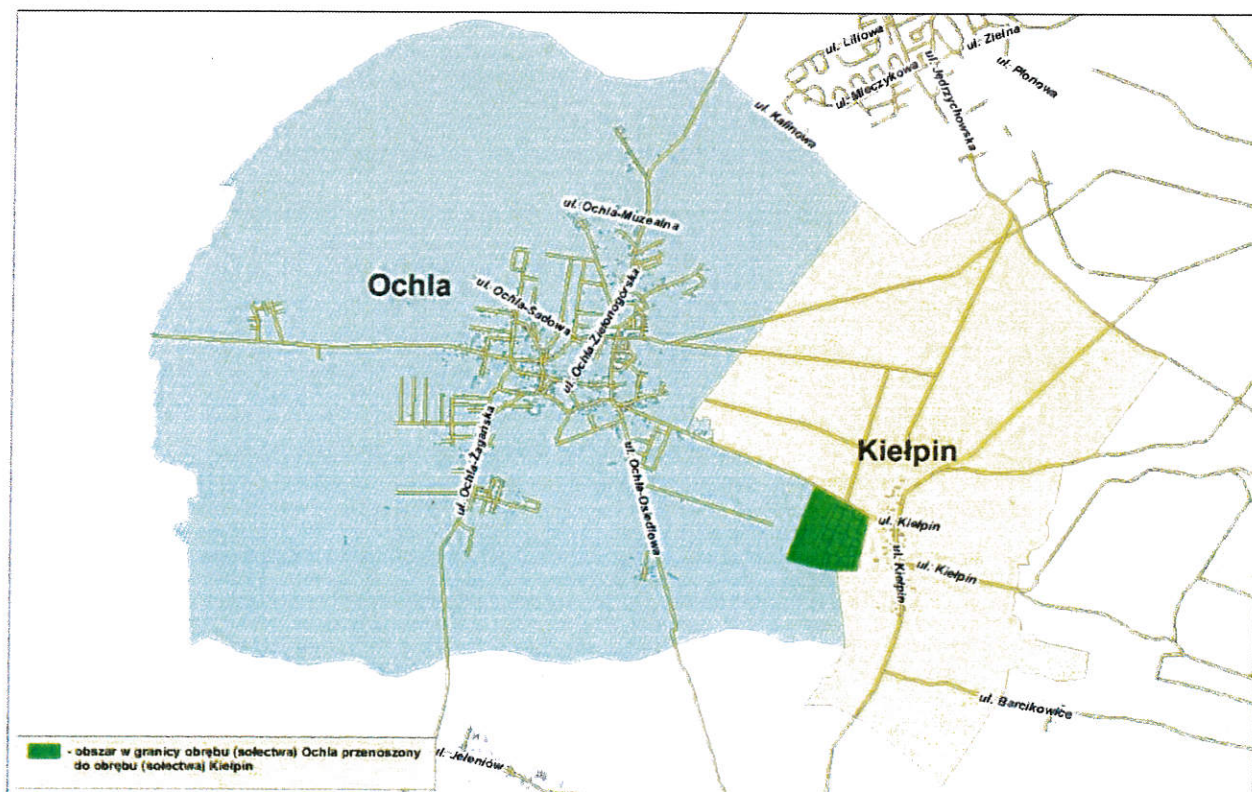 ul. Liliowa
ul. Zielna
ul. Mleczykowa
ul. Jędrzychowska
ul. Płonowa
ul. Kalinowa
ul. Ochla-Muzealna
Ochla
ul. Ochla-Sadowa
ul. Ochla-Zielonogórska
ul. Ochla-Żagańska
ul. Ochla-Osiedlowa
Kiełpin
ul. Kiełpin
ul. Kiełpin
ul. Kiełpin
ul. Barcikowice
ul. Jeleniów
- obszar w granicy obrębu (sołectwa) Ochla przenoszony
do obrębu (sołectwa) Kiełpin